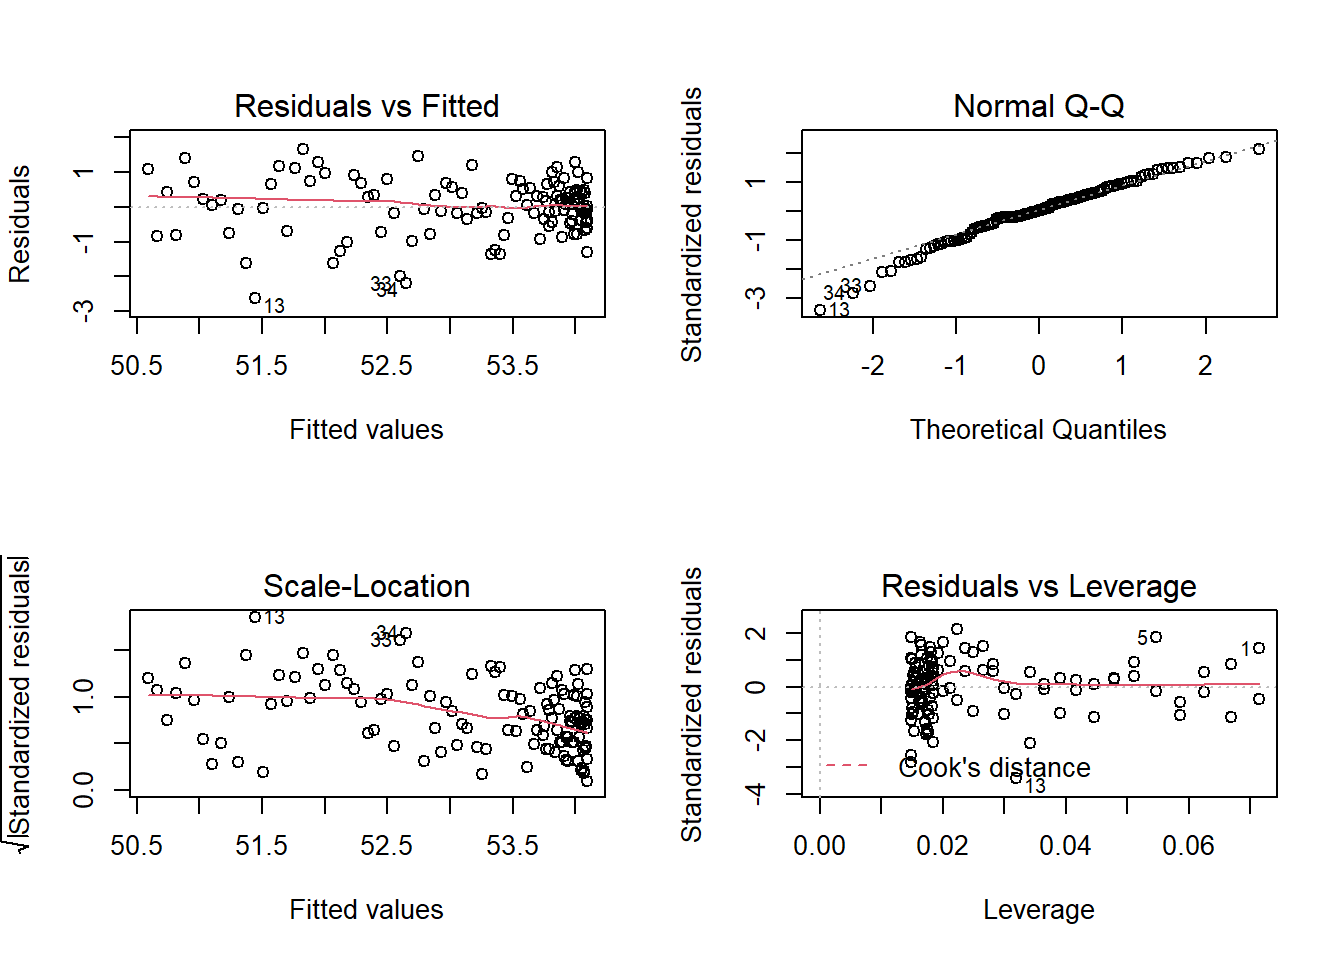 Residuals vs Fitted
Residuals
1
-1
-3
33
34
13
50.5 51.5 52.5 53.5
Fitted values
Normal Q-Q
Standardized residuals
1
-1
-3
33
34
13
-2 -1 0 1 2
Theoretical Quantiles
Scale-Location
√|Standardized residuals|
1.0
0.0
13
34
33
50.5 51.5 52.5 53.5
Fitted values
Residuals vs Leverage
Standardized residuals
2
0
-2
-4
5
1
Cook's distance
13
0.00 0.02 0.04 0.06
Leverage